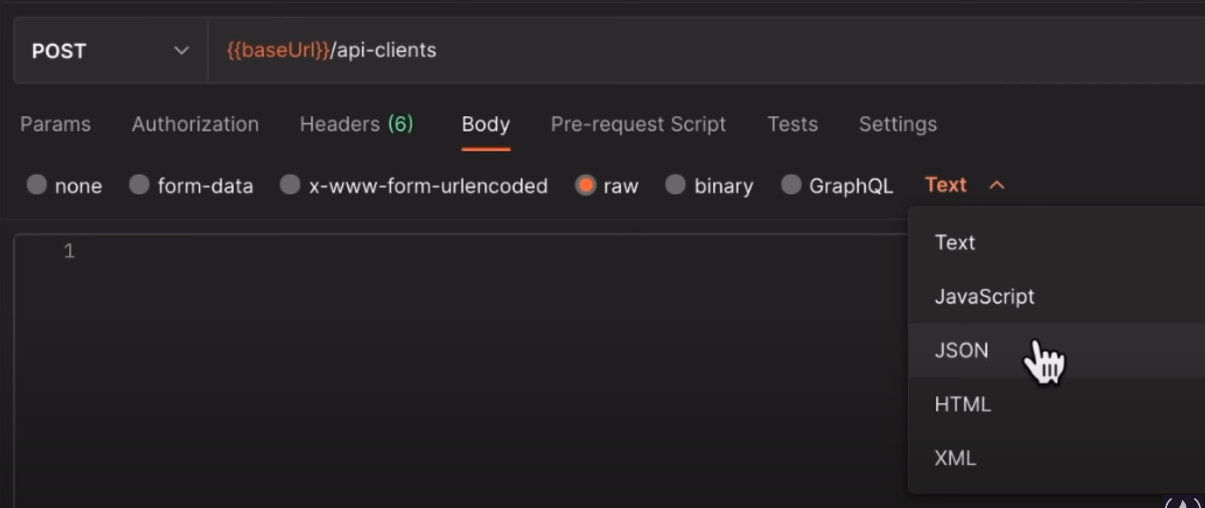 POST {{baseUrl}}/api-clients
Params Authorization Headers (6) Body Pre-request Script Tests Settings
none form-data x-www-form-urlencoded raw binary GraphQL Text
1
Text
JavaScript
JSON
HTML
XML